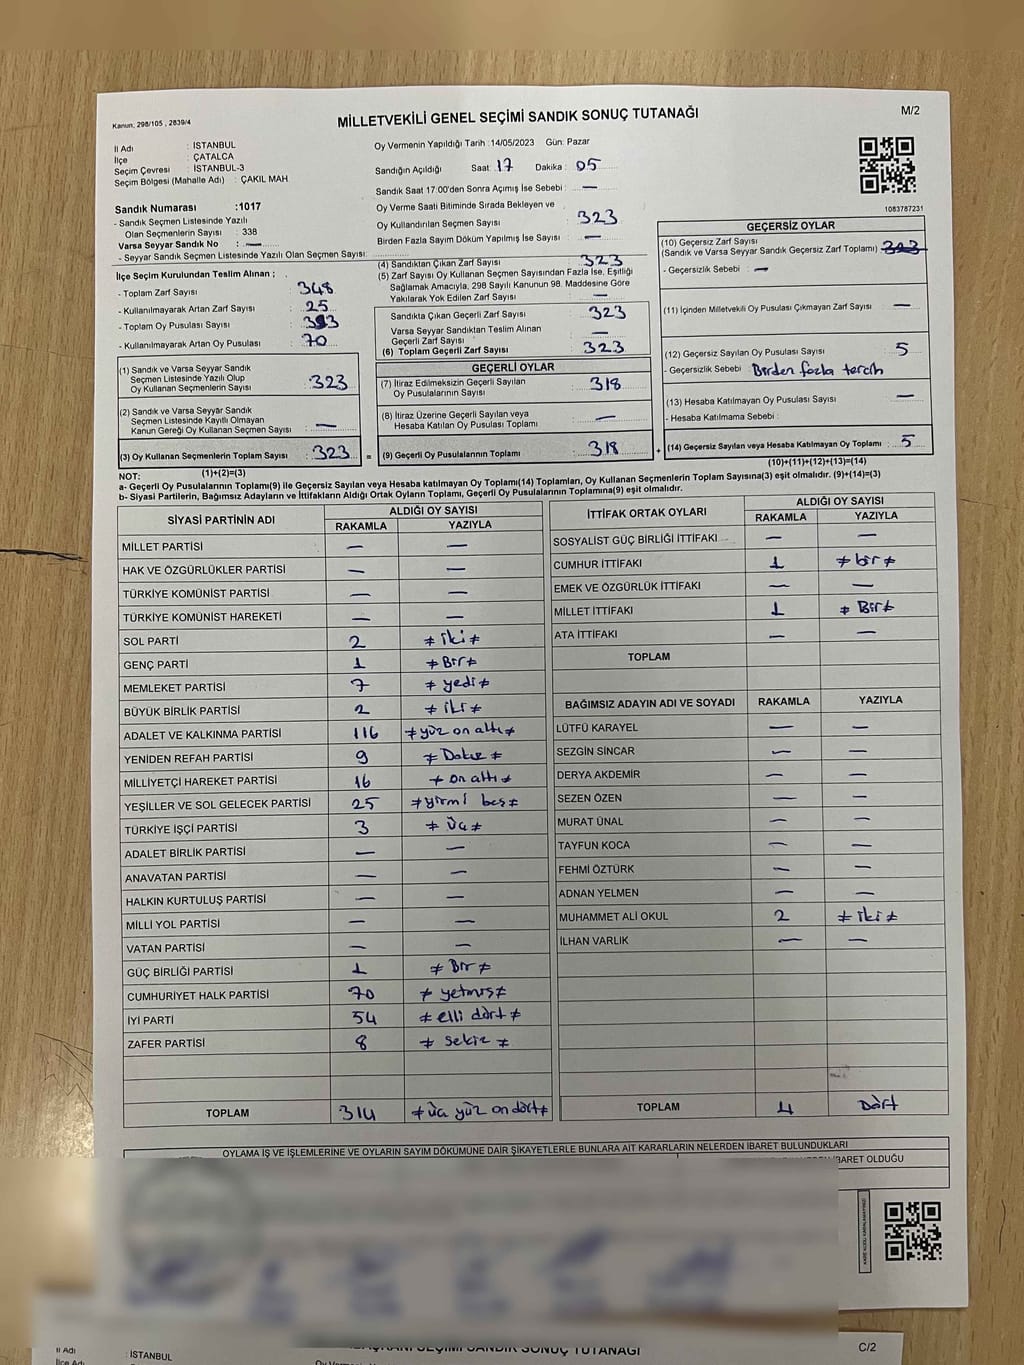 Kanun, 298/105 , 2839/4
MİLLETVEKİLİ GENEL SEÇİMİ SANDIK SONUÇ TUTANAĞI
M/2
İl Adı : İSTANBUL
İlçe : ÇATALCA
Seçim Çevresi : İSTANBUL-3
Seçim Bölgesi (Mahalle Adı) : ÇAKIL MAH
Sandık Numarası :1017
- Sandık Seçmen Listesinde Yazılı
Olan Seçmenlerin Sayısı : 338
Varsa Seyyar Sandık No : —
- Seyyar Sandık Seçmen Listesinde Yazılı Olan Seçmen Sayısı:
İlçe Seçim Kurulundan Teslim Alınan ;
- Toplam Zarf Sayısı : 348
- Kullanılmayarak Artan Zarf Sayısı : 25
- Toplam Oy Pusulası Sayısı : 393
- Kullanılmayarak Artan Oy Pusulası : 70
(1) Sandık ve Varsa Seyyar Sandık
Seçmen Listesinde Yazılı Olup
Oy Kullanan Seçmenlerin Sayısı : 323
(2) Sandık ve Varsa Seyyar Sandık
Seçmen Listesinde Kayıtlı Olmayan
Kanun Gereği Oy Kullanan Seçmen Sayısı : —
(3) Oy Kullanan Seçmenlerin Toplam Sayısı : 323
(1)+(2)=(3)
Oy Vermenin Yapıldığı Tarih :14/05/2023 Gün: Pazar
Sandığın Açıldığı Saat : 17 Dakika : 05
Sandık Saat 17:00'den Sonra Açımış İse Sebebi : —
Oy Verme Saati Bitiminde Sırada Bekleyen ve
Oy Kullandırılan Seçmen Sayısı : 323
Birden Fazla Sayım Döküm Yapılmış İse Sayısı : —
(4) Sandıktan Çıkan Zarf Sayısı : 323
(5) Zarf Sayısı Oy Kullanan Seçmen Sayısından Fazla İse, Eşitliği
Sağlamak Amacıyla, 298 Sayılı Kanunun 98. Maddesine Göre
Yakılarak Yok Edilen Zarf Sayısı : —
Sandıkta Çıkan Geçerli Zarf Sayısı : 323
Varsa Seyyar Sandıktan Teslim Alınan
Geçerli Zarf Sayısı : —
(6) Toplam Geçerli Zarf Sayısı : 323
GEÇERLİ OYLAR
(7) İtiraz Edilmeksizin Geçerli Sayılan
Oy Pusulalarının Sayısı : 318
(8) İtiraz Üzerine Geçerli Sayılan veya
Hesaba Katılan Oy Pusulası Toplamı : —
= (9) Geçerli Oy Pusulalarının Toplamı : 318 +
1083787231
GEÇERSİZ OYLAR
(10) Geçersiz Zarf Sayısı
(Sandık ve Varsa Seyyar Sandık Geçersiz Zarf Toplamı) : 323
- Geçersizlik Sebebi : —
(11) İçinden Milletvekili Oy Pusulası Çıkmayan Zarf Sayısı : —
(12) Geçersiz Sayılan Oy Pusulası Sayısı : 5
- Geçersizlik Sebebi : Birden fazla tercih
(13) Hesaba Katılmayan Oy Pusulası Sayısı : —
- Hesaba Katılmama Sebebi :
(14) Geçersiz Sayılan veya Hesaba Katılmayan Oy Toplamı : 5
(10)+(11)+(12)+(13)=(14)
NOT:
a- Geçerli Oy Pusulasının Toplamı(9) ile Geçersiz Sayılan veya Hesaba katılmayan Oy Toplamı(14) Toplamları, Oy Kullanan Seçmenlerin Toplam Sayısına(3) eşit olmalıdır. (9)+(14)=(3)
b- Siyasi Partilerin, Bağımsız Adayların ve İttifakların Aldığı Ortak Oyların Toplamı, Geçerli Oy Pusulalarının Toplamına(9) eşit olmalıdır.
SİYASİ PARTİNİN ADI ALDIĞI OY SAYISI
RAKAMLA YAZIYLA
MİLLET PARTİSİ — —
HAK VE ÖZGÜRLÜKLER PARTİSİ — —
TÜRKİYE KOMÜNİST PARTİSİ — —
TÜRKİYE KOMÜNİST HAREKETİ — —
SOL PARTİ 2 ≠ iki ≠
GENÇ PARTİ 1 ≠ Bir ≠
MEMLEKET PARTİSİ 7 ≠ yedi ≠
BÜYÜK BİRLİK PARTİSİ 2 ≠ iki ≠
ADALET VE KALKINMA PARTİSİ 116 ≠ yüz on altı ≠
YENİDEN REFAH PARTİSİ 9 ≠ Dokuz ≠
MİLLİYETÇİ HAREKET PARTİSİ 16 ≠ on altı ≠
YEŞİLLER VE SOL GELECEK PARTİSİ 25 ≠ yirmi beş ≠
TÜRKİYE İŞÇİ PARTİSİ 3 ≠ Üç ≠
ADALET BİRLİK PARTİSİ — —
ANAVATAN PARTİSİ — —
HALKIN KURTULUŞ PARTİSİ — —
MİLLİ YOL PARTİSİ — —
VATAN PARTİSİ — —
GÜÇ BİRLİĞİ PARTİSİ 1 ≠ Bir ≠
CUMHURİYET HALK PARTİSİ 70 ≠ yetmiş ≠
İYİ PARTİ 54 ≠ elli dört ≠
ZAFER PARTİSİ 8 ≠ sekiz ≠
TOPLAM 314 ≠ Üç yüz on dört ≠
İTTİFAK ORTAK OYLARI ALDIĞI OY SAYISI
RAKAMLA YAZIYLA
SOSYALİST GÜÇ BİRLİĞİ İTTİFAKI — —
CUMHUR İTTİFAKI 1 ≠ bir ≠
EMEK VE ÖZGÜRLÜK İTTİFAKI — —
MİLLET İTTİFAKI 1 ≠ Bir ≠
ATA İTTİFAKI — —
TOPLAM
BAĞIMSIZ ADAYIN ADI VE SOYADI RAKAMLA YAZIYLA
LÜTFÜ KARAYEL — —
SEZGİN SİNCAR — —
DERYA AKDEMİR — —
SEZEN ÖZEN — —
MURAT ÜNAL — —
TAYFUN KOCA — —
FEHMİ ÖZTÜRK — —
ADNAN YELMEN — —
MUHAMMET ALİ OKUL 2 ≠ iki ≠
İLHAN VARLIK — —
TOPLAM 4 Dört
OYLAMA İŞ VE İŞLEMLERİNE VE OYLARIN SAYIM DÖKÜMÜNE DAİR ŞİKAYETLERLE BUNLARA AİT KARARLARIN NELERDEN İBARET BULUNDUKLARI
İBARET OLDUĞU
İl Adı : İSTANBUL
İlçe Adı
SANDIK SONUÇ TUTANAĞI
C/2